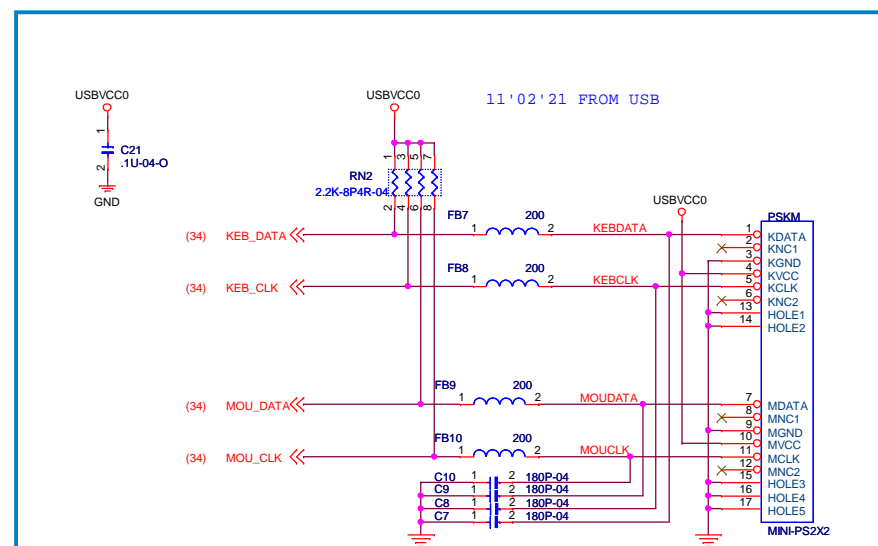 11'02'21 FROM USB
USBVCC0
USBVCC0
1
C21
.1U-04-O
2
GND
1 3 5 7
RN2
2.2K-8P4R-04
2 4 6 8
USBVCC0
PSKM
(34) KEB_DATA 1 FB7 200 2 KEBDATA 1 KDATA
2 KNC1
3 KGND
4 KVCC
(34) KEB_CLK 1 FB8 200 2 KEBCLK 5 KCLK
6 KNC2
13 HOLE1
14 HOLE2
(34) MOU_DATA 1 FB9 200 2 MOUDATA 7 MDATA
8 MNC1
9 MGND
10 MVCC
(34) MOU_CLK 1 FB10 200 2 MOUCLK 11 MCLK
12 MNC2
15 HOLE3
16 HOLE4
17 HOLE5
C10 1 2 180P-04
C9 1 2 180P-04
C8 1 2 180P-04
C7 1 2 180P-04
MINI-PS2X2